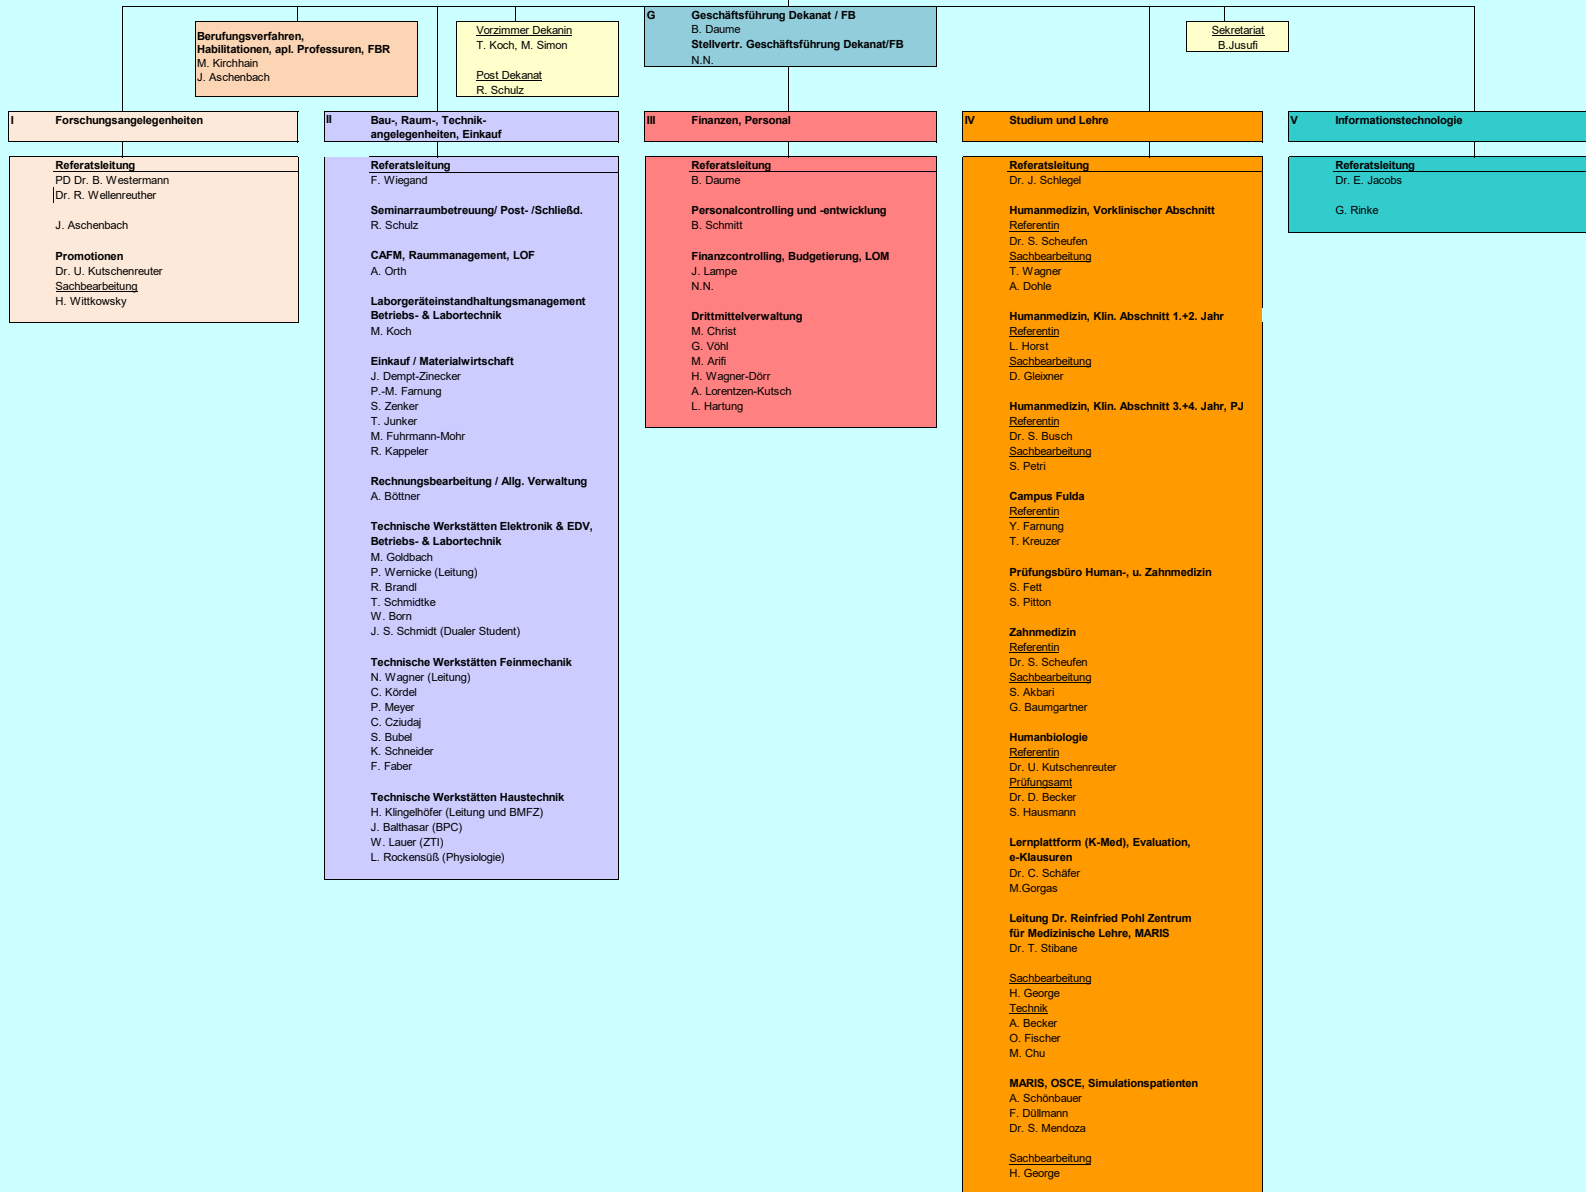 G Geschäftsführung Dekanat / FB
B. Daume
Stellvertr. Geschäftsführung Dekanat/FB
N.N.
Berufungsverfahren,
Habilitationen, apl. Professuren, FBR
M. Kirchhain
J. Aschenbach
Vorzimmer Dekanin
T. Koch, M. Simon
Post Dekanat
R. Schulz
Sekretariat
B.Jusufi
I Forschungsangelegenheiten
Referatsleitung
PD Dr. B. Westermann
Dr. R. Wellenreuther
J. Aschenbach
Promotionen
Dr. U. Kutschenreuter
Sachbearbeitung
H. Wittkowsky
II Bau-, Raum-, Technik-
angelegenheiten, Einkauf
Referatsleitung
F. Wiegand
Seminarraumbetreuung/ Post- /Schließd.
R. Schulz
CAFM, Raummanagement, LOF
A. Orth
Laborgeräteinstandhaltungsmanagement
Betriebs- & Labortechnik
M. Koch
Einkauf / Materialwirtschaft
J. Dempt-Zinecker
P.-M. Farnung
S. Zenker
T. Junker
M. Fuhrmann-Mohr
R. Kappeler
Rechnungsbearbeitung / Allg. Verwaltung
A. Böttner
Technische Werkstätten Elektronik & EDV,
Betriebs- & Labortechnik
M. Goldbach
P. Wernicke (Leitung)
R. Brandl
T. Schmidtke
W. Born
J. S. Schmidt (Dualer Student)
Technische Werkstätten Feinmechanik
N. Wagner (Leitung)
C. Kördel
P. Meyer
C. Cziudaj
S. Bubel
K. Schneider
F. Faber
Technische Werkstätten Haustechnik
H. Klingelhöfer (Leitung und BMFZ)
J. Balthasar (BPC)
W. Lauer (ZTI)
L. Rockensüß (Physiologie)
III Finanzen, Personal
Referatsleitung
B. Daume
Personalcontrolling und -entwicklung
B. Schmitt
Finanzcontrolling, Budgetierung, LOM
J. Lampe
N.N.
Drittmittelverwaltung
M. Christ
G. Vöhl
M. Arifi
H. Wagner-Dörr
A. Lorentzen-Kutsch
L. Hartung
IV Studium und Lehre
Referatsleitung
Dr. J. Schlegel
Humanmedizin, Vorklinischer Abschnitt
Referentin
Dr. S. Scheufen
Sachbearbeitung
T. Wagner
A. Dohle
Humanmedizin, Klin. Abschnitt 1.+2. Jahr
Referentin
L. Horst
Sachbearbeitung
D. Gleixner
Humanmedizin, Klin. Abschnitt 3.+4. Jahr, PJ
Referentin
Dr. S. Busch
Sachbearbeitung
S. Petri
Campus Fulda
Referentin
Y. Farnung
T. Kreuzer
Prüfungsbüro Human-, u. Zahnmedizin
S. Fett
S. Pitton
Zahnmedizin
Referentin
Dr. S. Scheufen
Sachbearbeitung
S. Akbari
G. Baumgartner
Humanbiologie
Referentin
Dr. U. Kutschenreuter
Prüfungsamt
Dr. D. Becker
S. Hausmann
Lernplattform (K-Med), Evaluation,
e-Klausuren
Dr. C. Schäfer
M.Gorgas
Leitung Dr. Reinfried Pohl Zentrum
für Medizinische Lehre, MARIS
Dr. T. Stibane
Sachbearbeitung
H. George
Technik
A. Becker
O. Fischer
M. Chu
MARIS, OSCE, Simulationspatienten
A. Schönbauer
F. Düllmann
Dr. S. Mendoza
Sachbearbeitung
H. George
V Informationstechnologie
Referatsleitung
Dr. E. Jacobs
G. Rinke